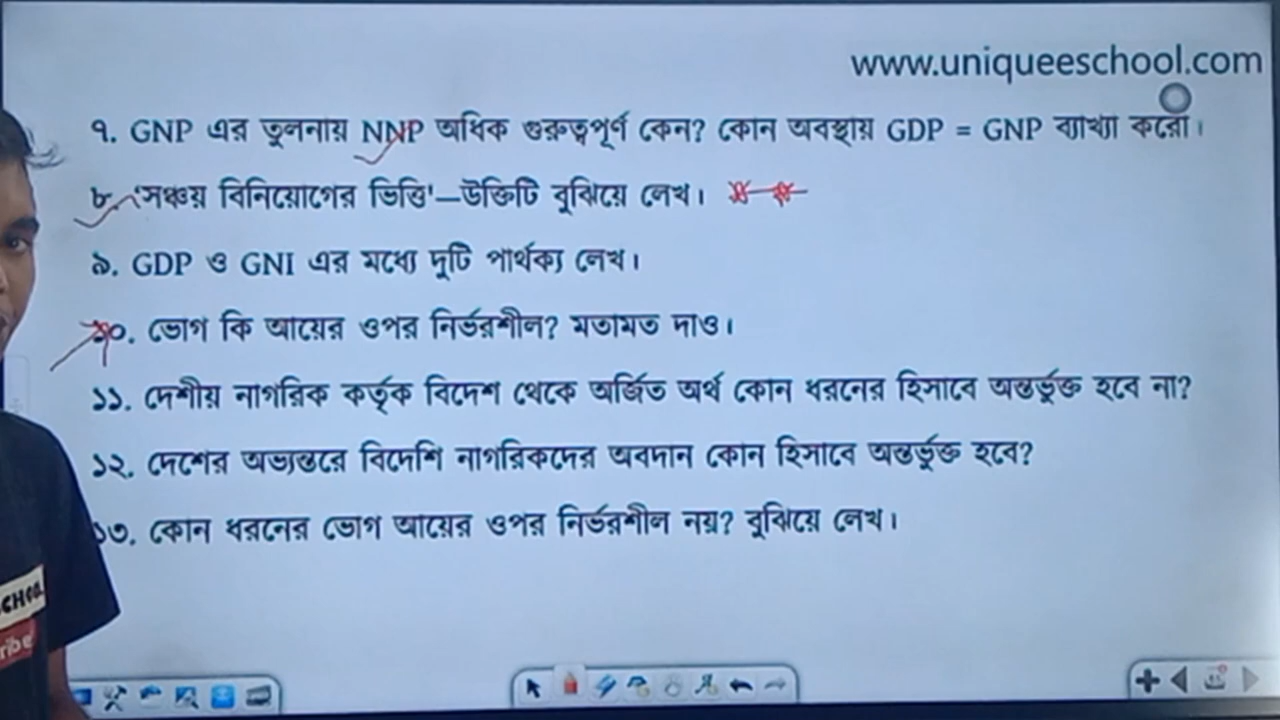 www.uniqueeschool.com
৭. GNP এর তুলনায় NNP অধিক গুরুত্বপূর্ণ কেন? কোন অবস্থায় GDP = GNP ব্যাখ্যা করো।
৮. 'সঞ্চয় বিনিয়োগের ভিত্তি'—উক্তিটি বুঝিয়ে লেখ।
৯. GDP ও GNI এর মধ্যে দুটি পার্থক্য লেখ।
১০. ভোগ কি আয়ের ওপর নির্ভরশীল? মতামত দাও।
১১. দেশীয় নাগরিক কর্তৃক বিদেশ থেকে অর্জিত অর্থ কোন ধরনের হিসাবে অন্তর্ভুক্ত হবে না?
১২. দেশের অভ্যন্তরে বিদেশি নাগরিকদের অবদান কোন হিসাবে অন্তর্ভুক্ত হবে?
১৩. কোন ধরনের ভোগ আয়ের ওপর নির্ভরশীল নয়? বুঝিয়ে লেখ।